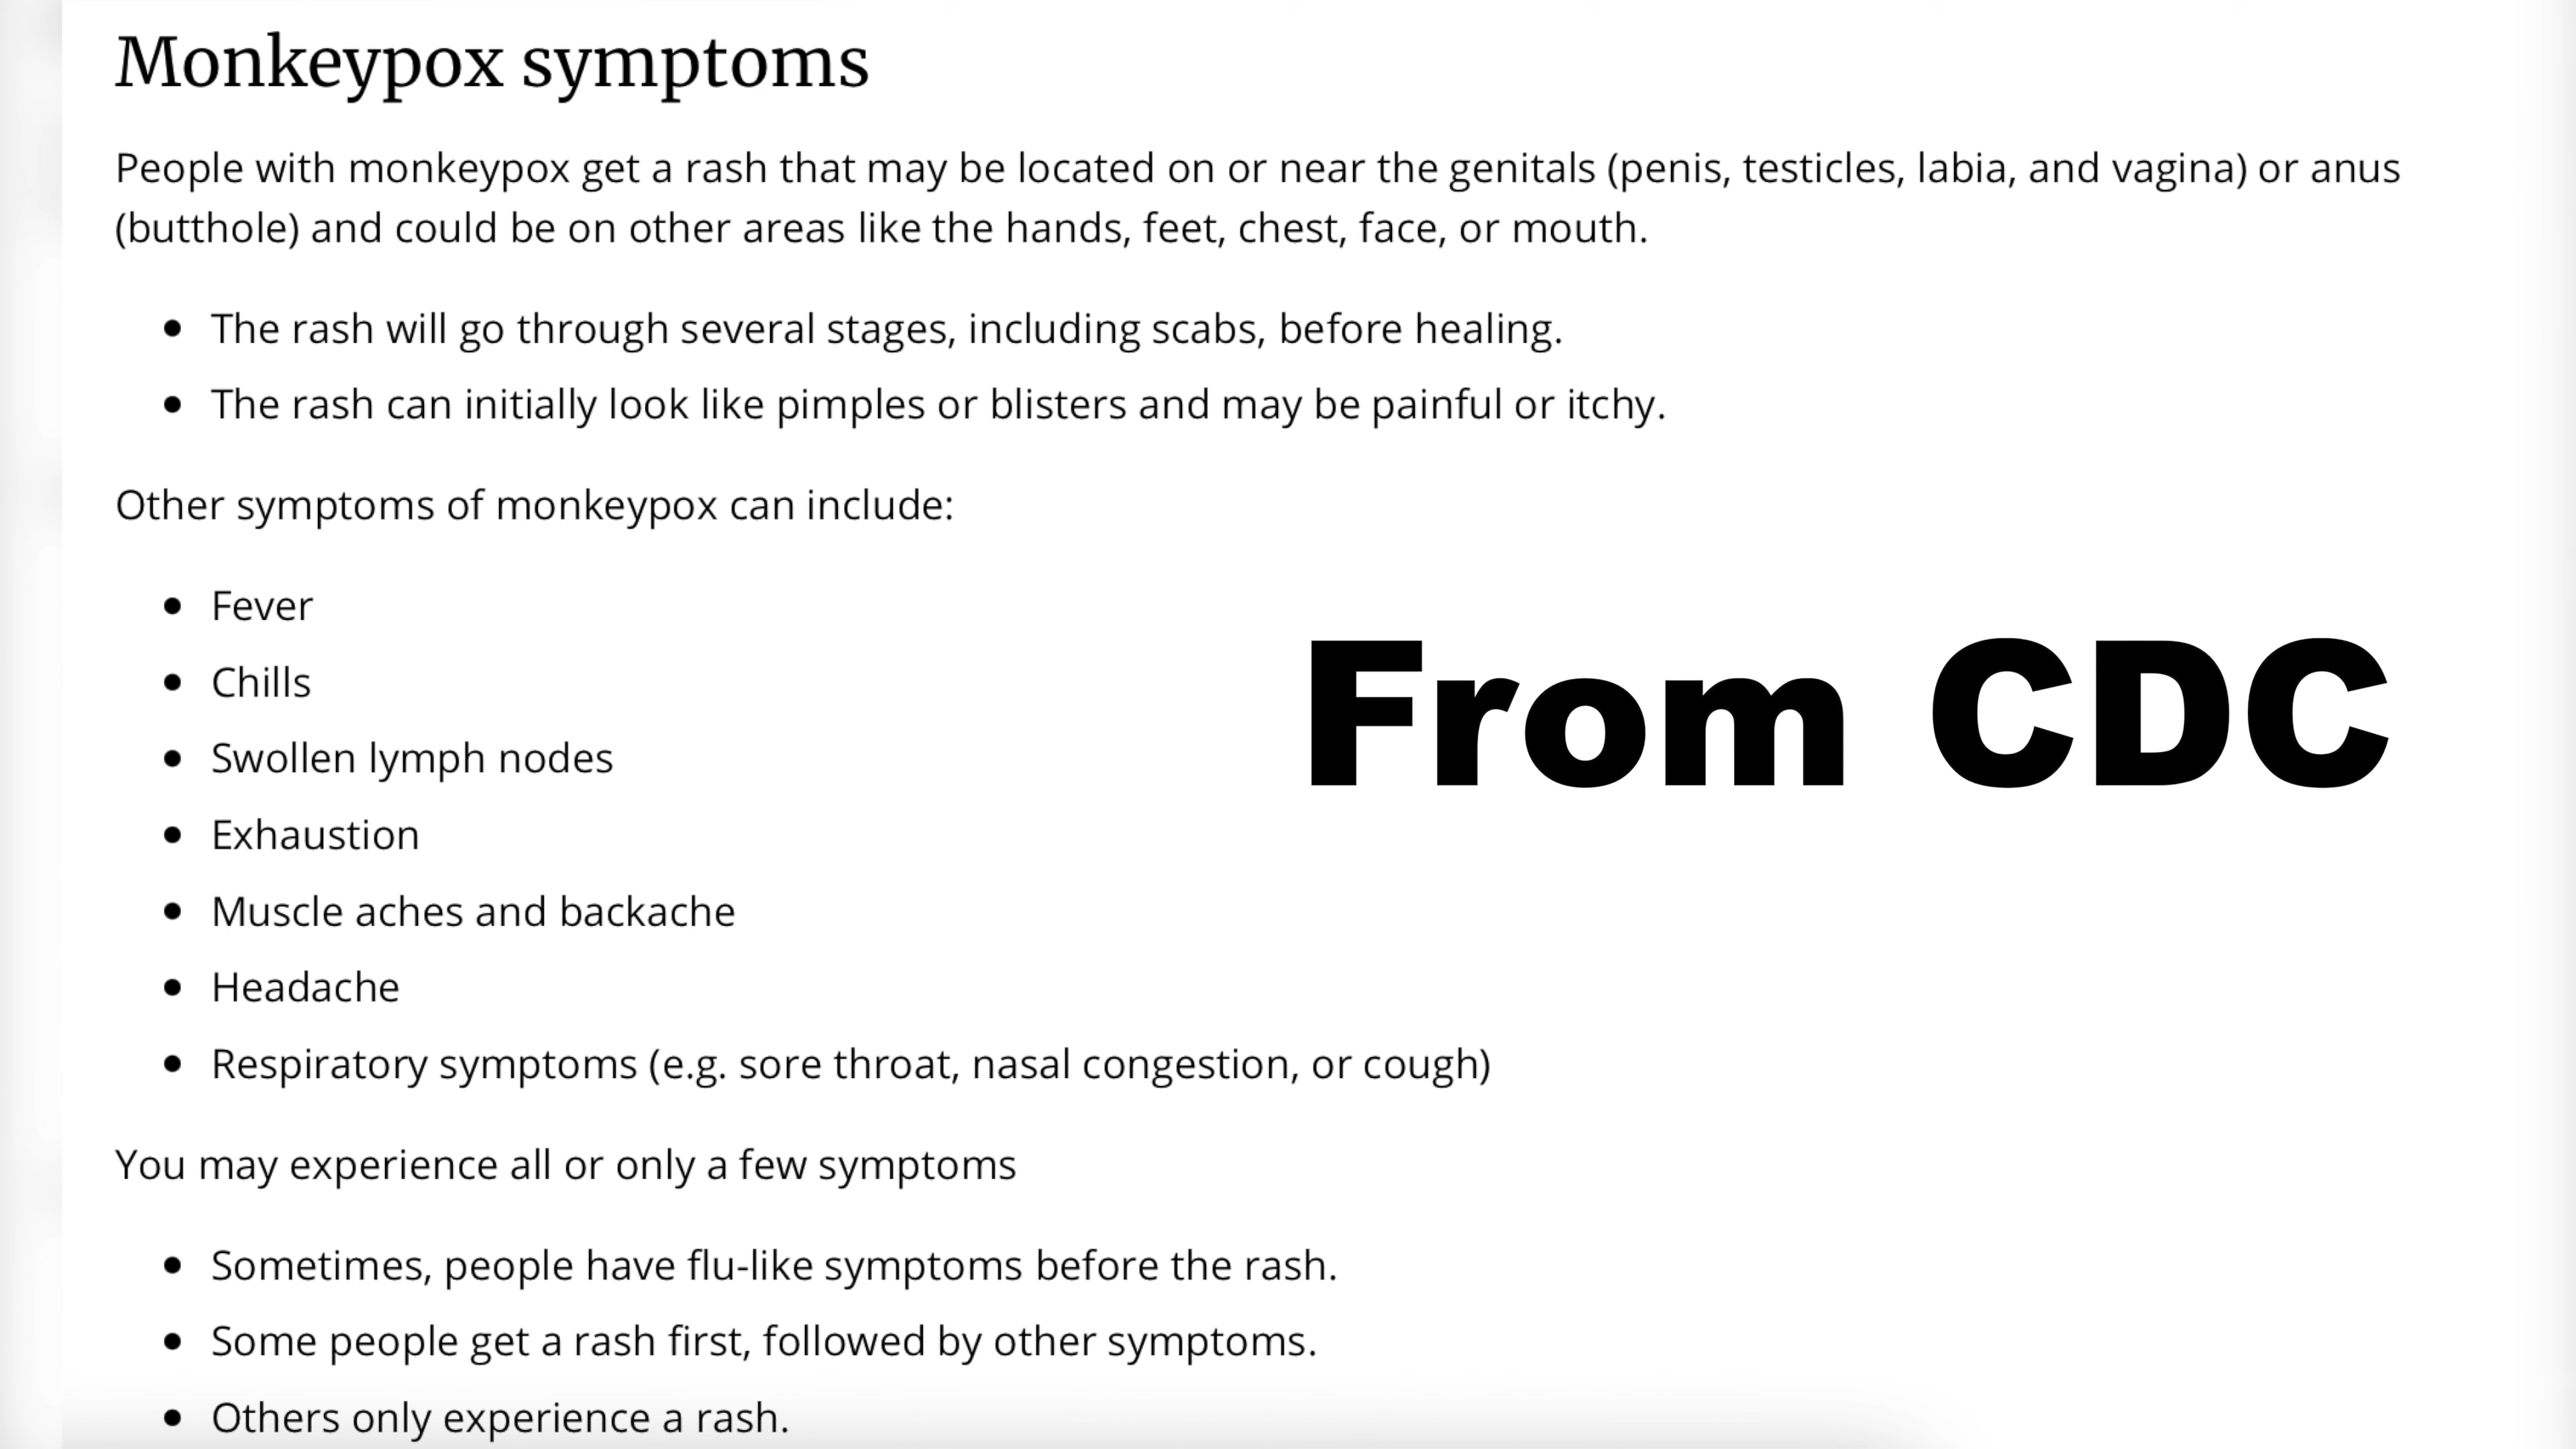 Monkeypox symptoms
People with monkeypox get a rash that may be located on or near the genitals (penis, testicles, labia, and vagina) or anus
(butthole) and could be on other areas like the hands, feet, chest, face, or mouth.
• The rash will go through several stages, including scabs, before healing.
• The rash can initially look like pimples or blisters and may be painful or itchy.
Other symptoms of monkeypox can include:
• Fever
• Chills
• Swollen lymph nodes
• Exhaustion
• Muscle aches and backache
• Headache
• Respiratory symptoms (e.g. sore throat, nasal congestion, or cough)
From CDC
You may experience all or only a few symptoms
• Sometimes, people have flu-like symptoms before the rash.
• Some people get a rash first, followed by other symptoms.
• Others only experience a rash.